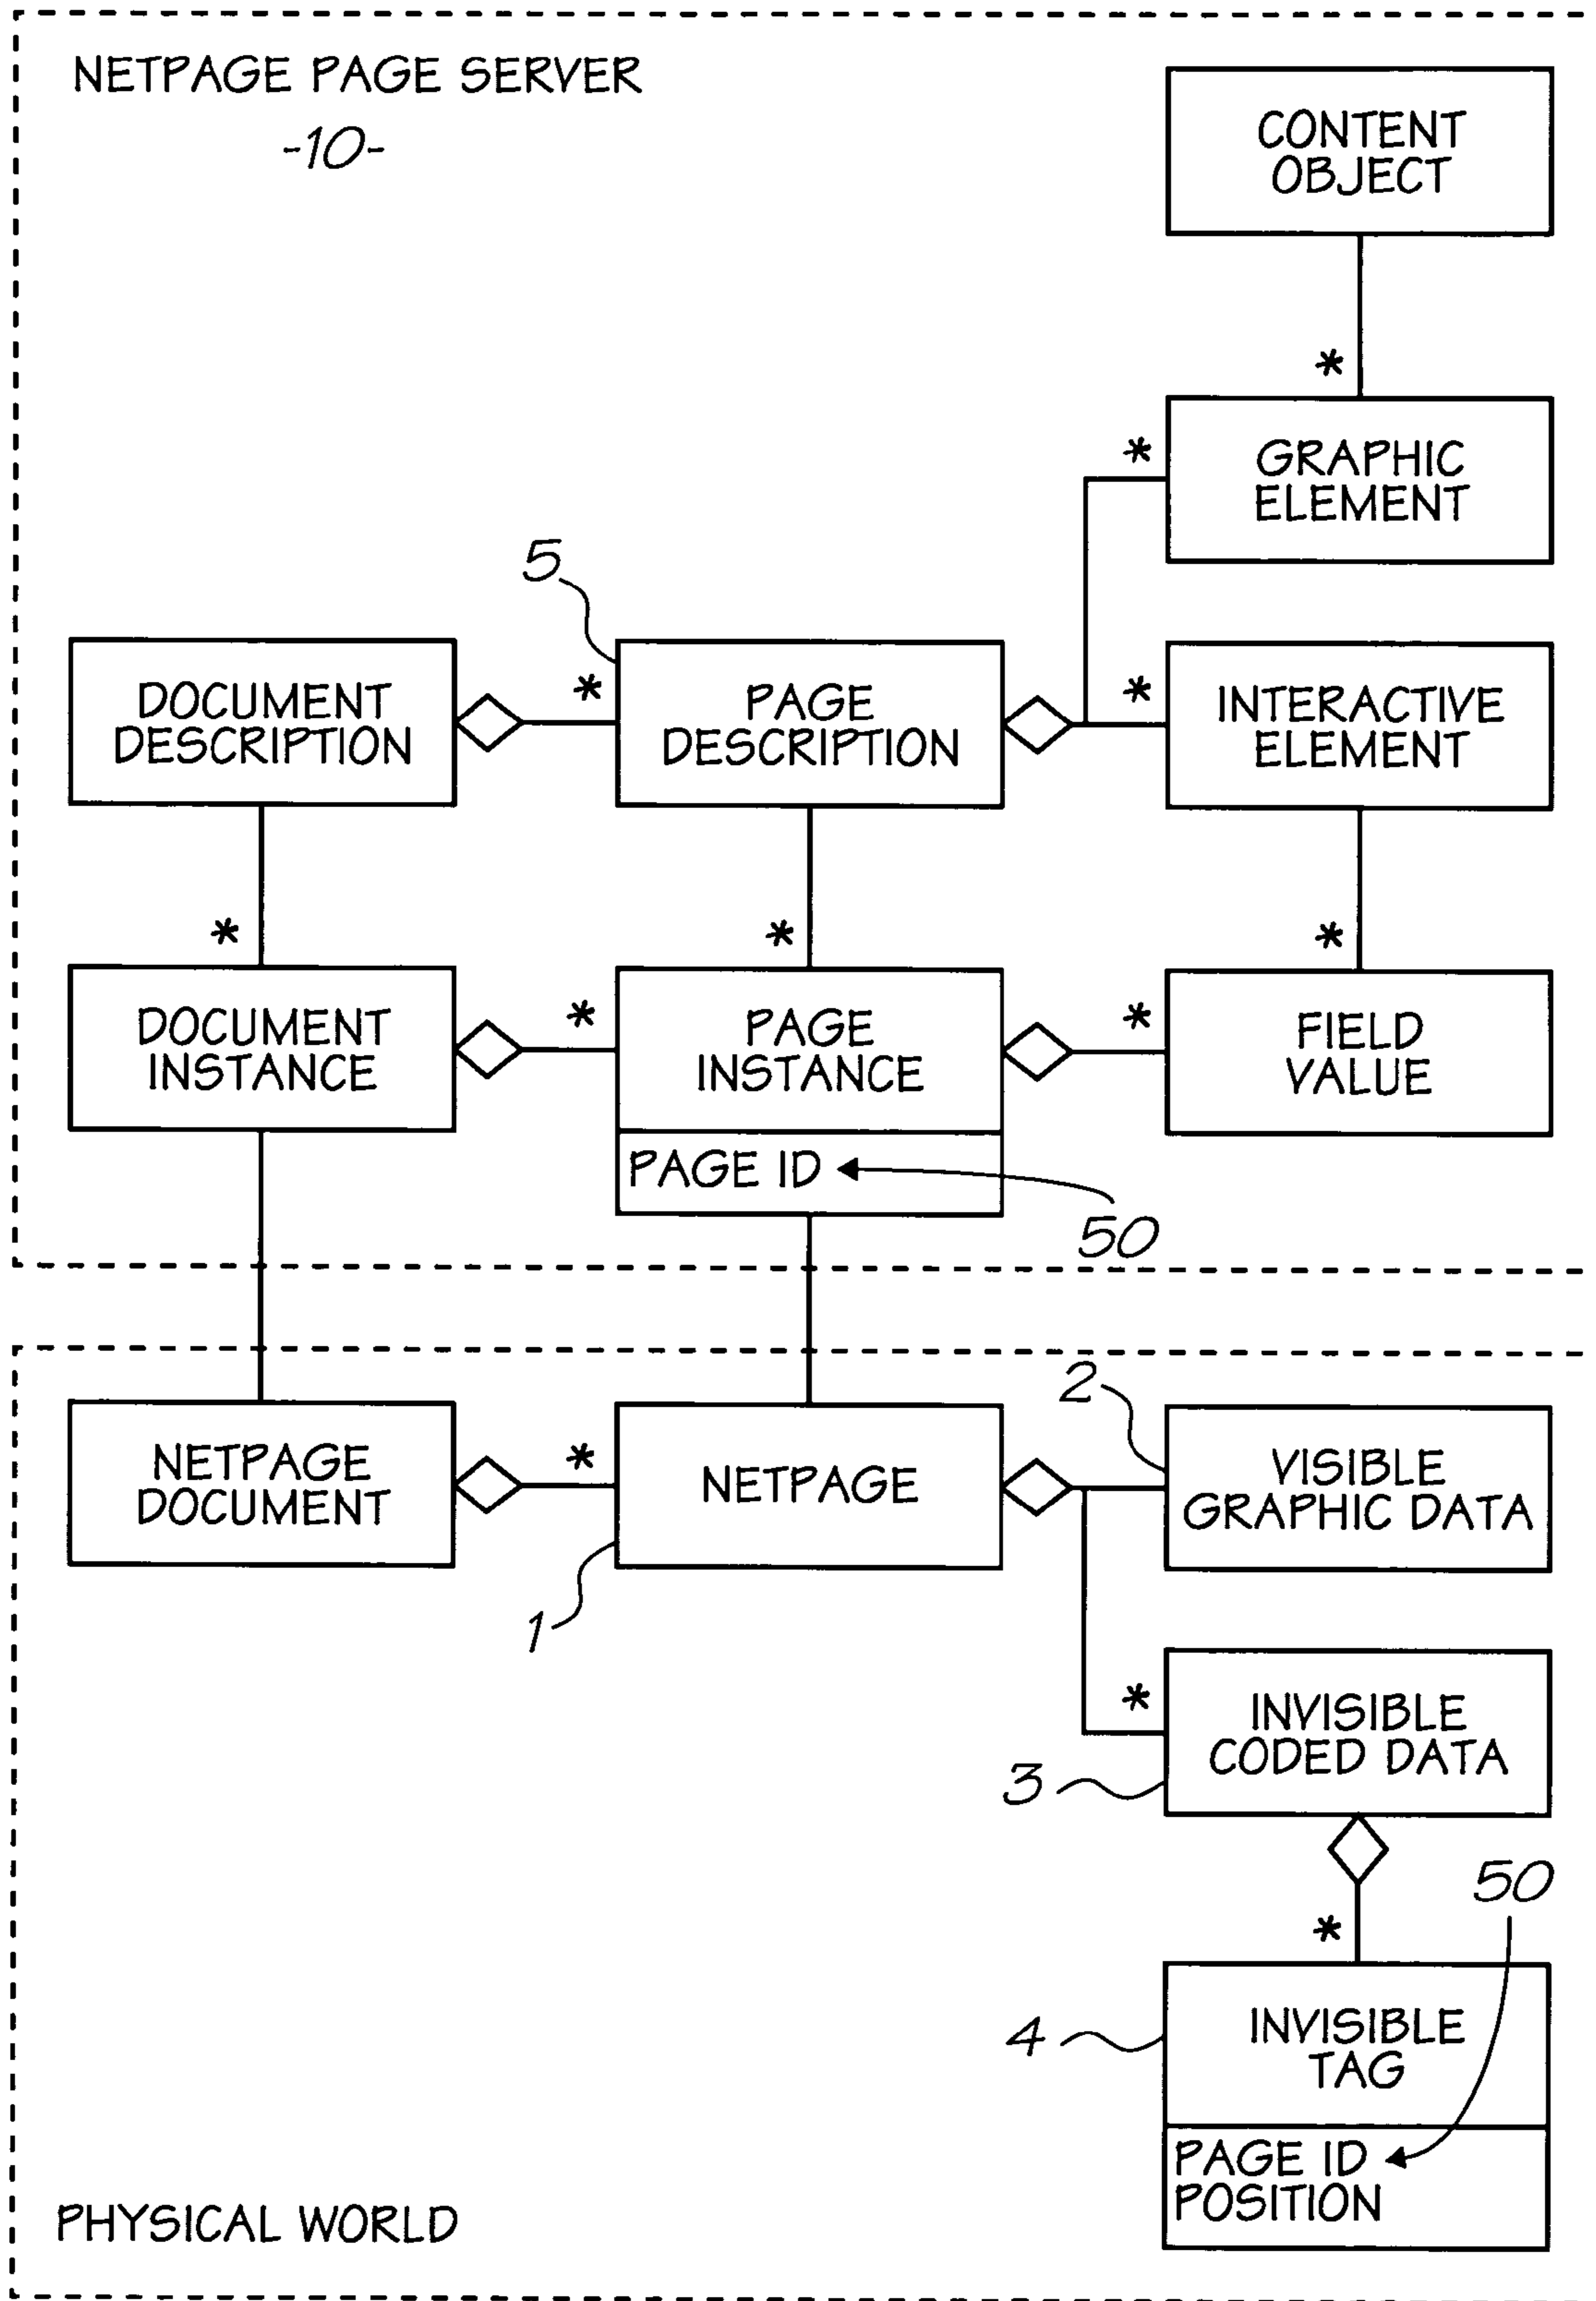 NETPAGE PAGE SERVER
-10-
CONTENT
OBJECT
*
*
GRAPHIC
ELEMENT
5
DOCUMENT
DESCRIPTION
*
PAGE
DESCRIPTION
*
INTERACTIVE
ELEMENT
*
*
*
DOCUMENT
INSTANCE
*
PAGE
INSTANCE
*
FIELD
VALUE
PAGE ID
50
2
NETPAGE
DOCUMENT
*
NETPAGE
VISIBLE
GRAPHIC DATA
1
*
INVISIBLE
CODED DATA
3
50
*
4
INVISIBLE
TAG
PAGE ID
POSITION
PHYSICAL WORLD